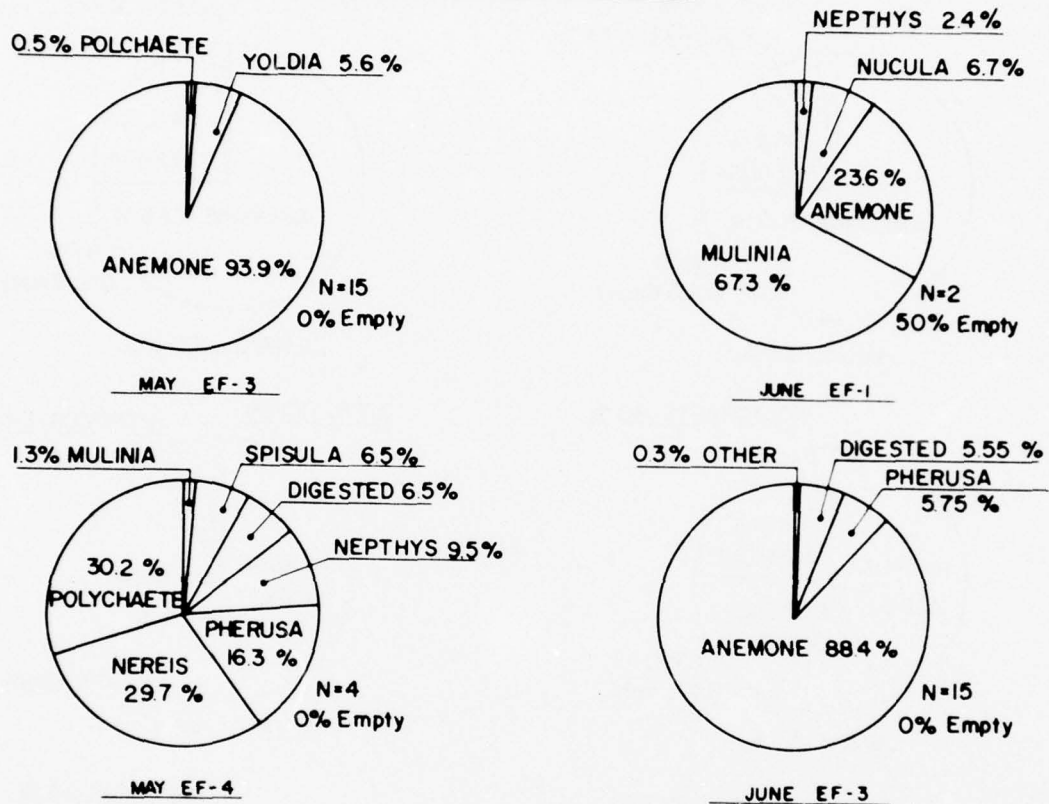 0.5% POLCHAETE
YOLDIA 5.6%
ANEMONE 93.9%
N=15
0% Empty
MAY EF-3
NEPTHYS 2.4%
NUCULA 6.7%
23.6%
ANEMONE
MULINIA
67.3%
N=2
50% Empty
JUNE EF-1
1.3% MULINIA
SPISULA 6.5%
DIGESTED 6.5%
NEPTHYS 9.5%
30.2%
POLYCHAETE
PHERUSA
16.3%
NEREIS
29.7%
N=4
0% Empty
MAY EF-4
0.3% OTHER
DIGESTED 5.55%
PHERUSA
5.75%
ANEMONE 88.4%
N=15
0% Empty
JUNE EF-3